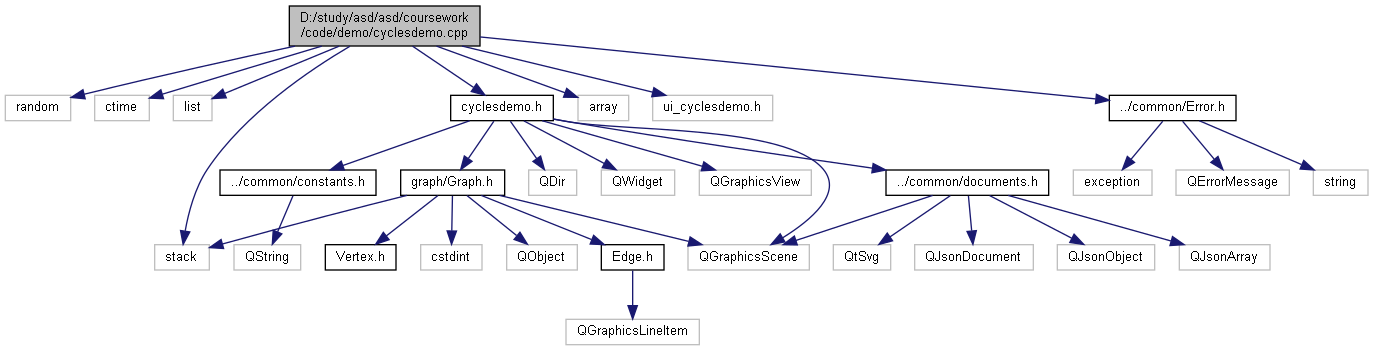 D:/study/asd/asd/coursework
/code/demo/cyclesdemo.cpp
random
ctime
list
cyclesdemo.h
array
ui_cyclesdemo.h
../common/Error.h
../common/constants.h
graph/Graph.h
QDir
QWidget
QGraphicsView
../common/documents.h
exception
QErrorMessage
string
stack
QString
Vertex.h
cstdint
QObject
Edge.h
QGraphicsScene
QtSvg
QJsonDocument
QJsonObject
QJsonArray
QGraphicsLineItem